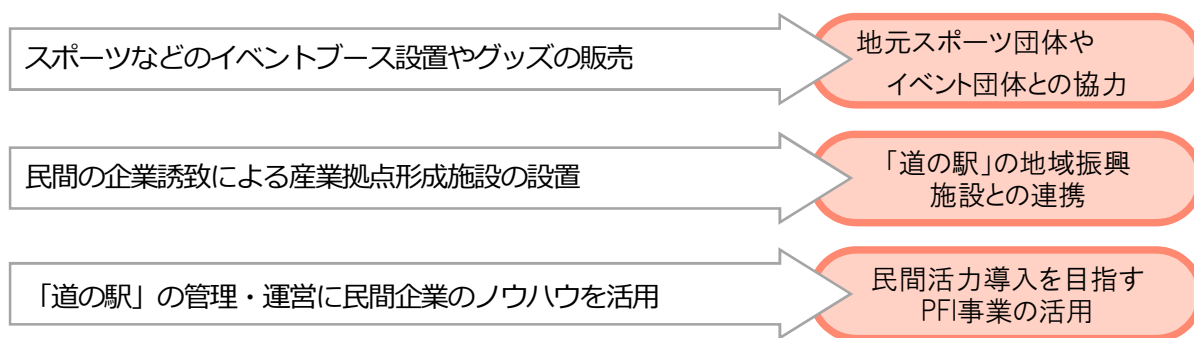 スポーツなどのイベントブース設置やグッズの販売
地元スポーツ団体や
イベント団体との協力
民間の企業誘致による産業拠点形成施設の設置
「道の駅」の地域振興
施設との連携
「道の駅」の管理・運営に民間企業のノウハウを活用
民間活力導入を目指す
PFI事業の活用